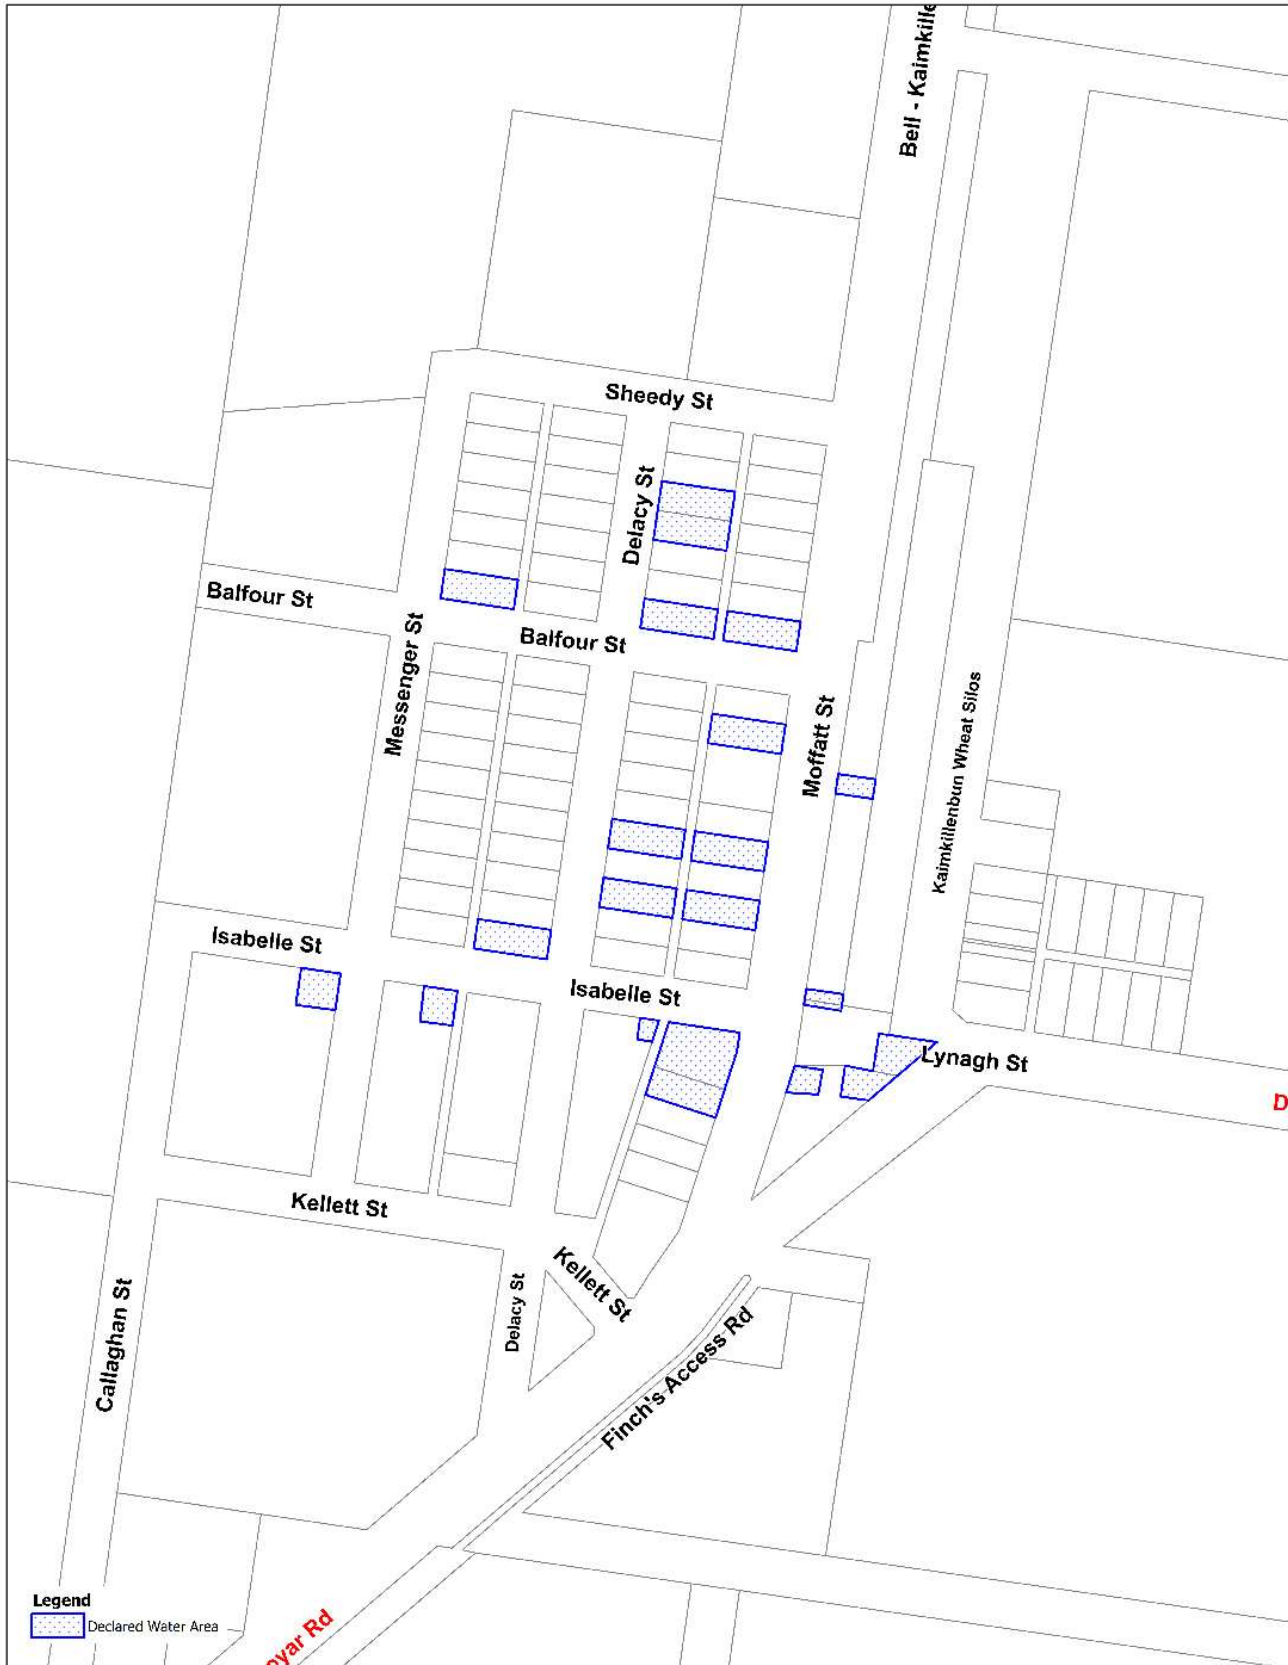 Bell - Kaimkille
Sheedy St
Delacy St
Balfour St
Balfour St
Messenger St
Moffatt St
Kaimkillenbun Wheat Silos
Isabelle St
Isabelle St
Lynagh St
D
Kellett St
Kellett St
Delacy St
Callaghan St
Finch's Access Rd
Legend
Declared Water Area
oyar Rd